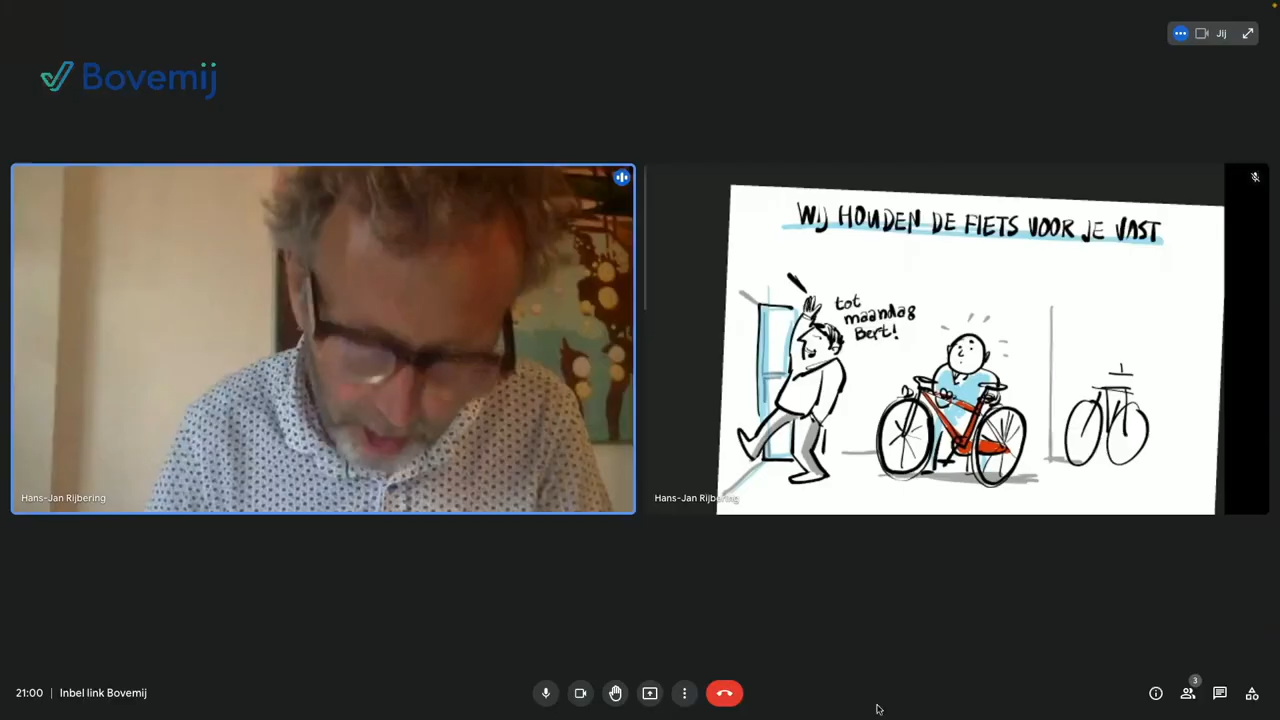 Jij
Bovemij
WIJ HOUDEN DE FIETS VOOR JE VAST
tot
maandag
Bert!
Hans-Jan Rijbering
Hans-Jan Rijbering
21:00 | Inbel link Bovemij
3